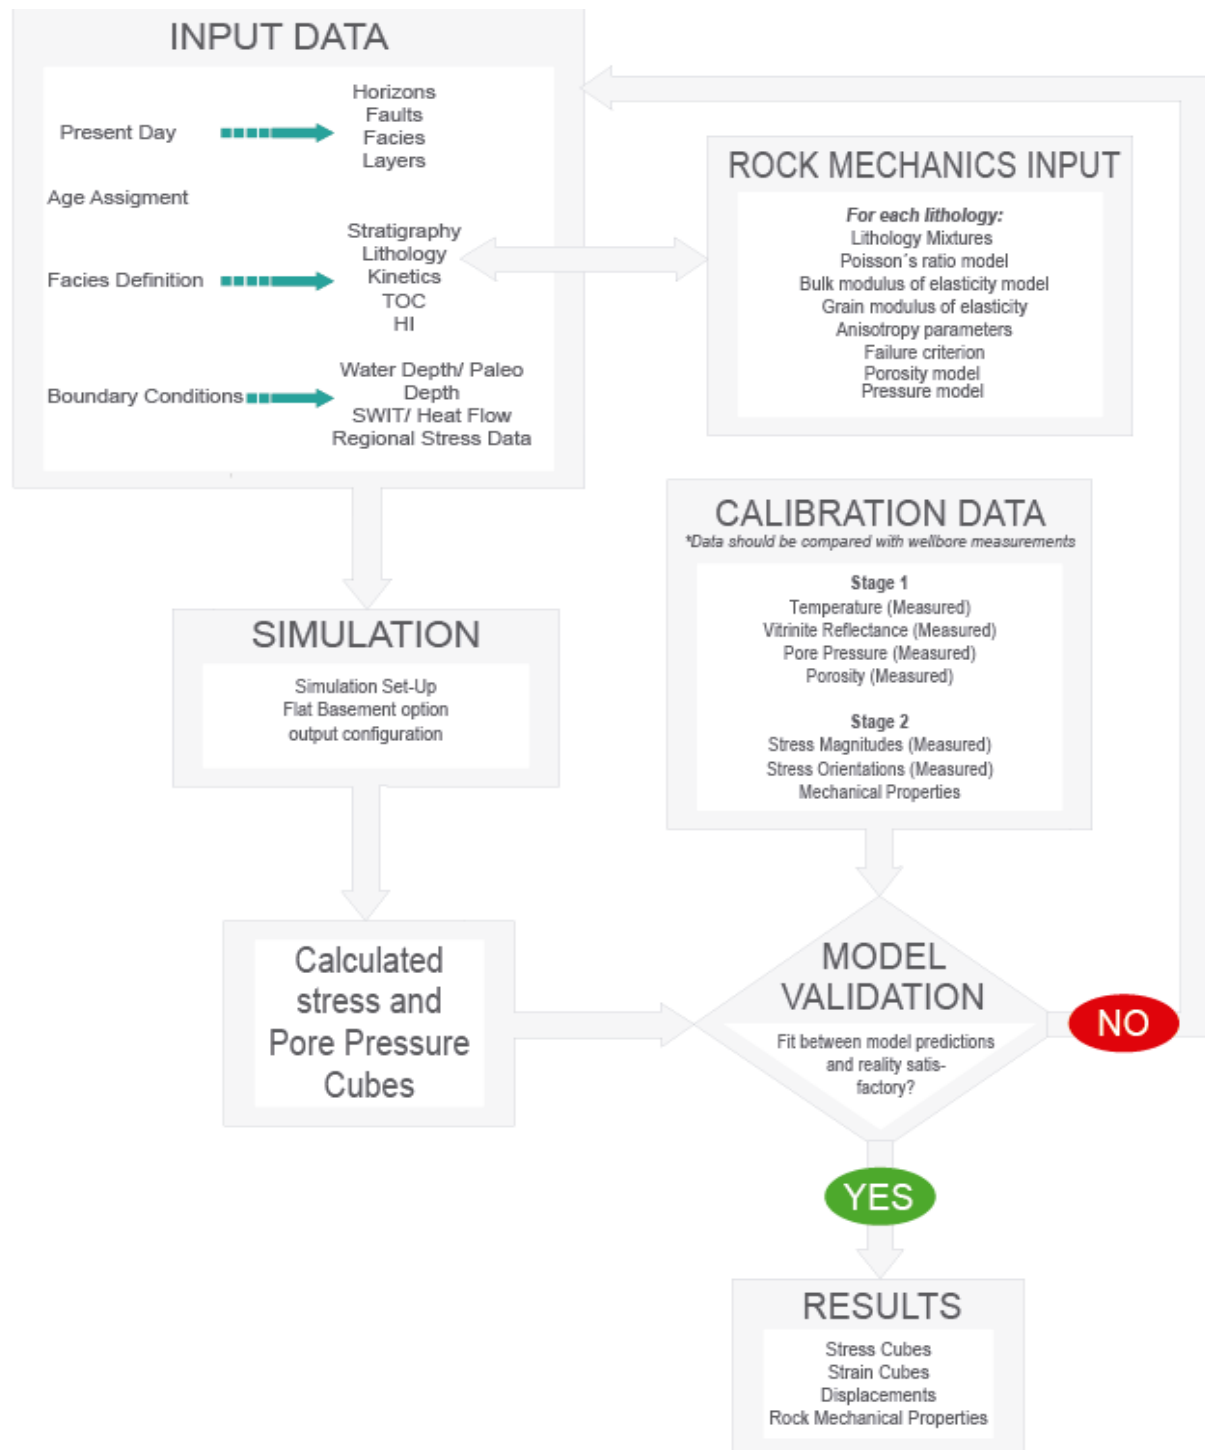 INPUT DATA
Present Day
Horizons
Faults
Facies
Layers
Age Assigment
Facies Definition
Stratigraphy
Lithology
Kinetics
TOC
HI
Boundary Conditions
Water Depth/ Paleo
Depth
SWIT/ Heat Flow
Regional Stress Data
ROCK MECHANICS INPUT
For each lithology:
Lithology Mixtures
Poisson´s ratio model
Bulk modulus of elasticity model
Grain modulus of elasticity
Anisotropy parameters
Failure criterion
Porosity model
Pressure model
SIMULATION
Simulation Set-Up
Flat Basement option
output configuration
CALIBRATION DATA
*Data should be compared with wellbore measurements
Stage 1
Temperature (Measured)
Vitrinite Reflectance (Measured)
Pore Pressure (Measured)
Porosity (Measured)
Stage 2
Stress Magnitudes (Measured)
Stress Orientations (Measured)
Mechanical Properties
Calculated
stress and
Pore Pressure
Cubes
MODEL
VALIDATION
Fit between model predictions
and reality satis-
factory?
NO
YES
RESULTS
Stress Cubes
Strain Cubes
Displacements
Rock Mechanical Properties